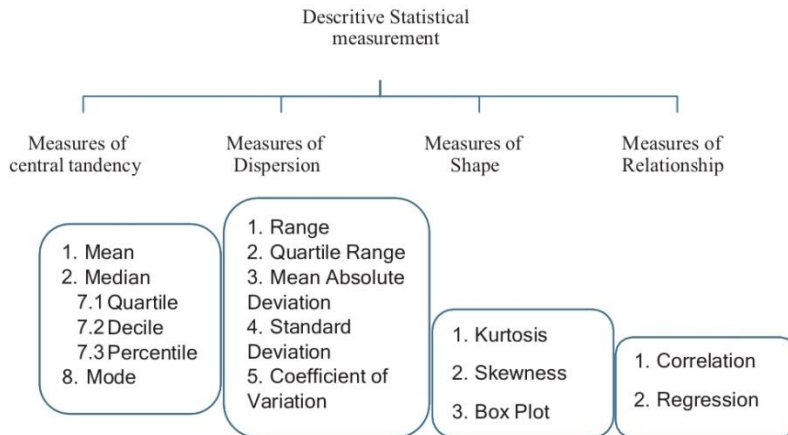 Descritive Statistical
measurement
Measures of
central tandency
Measures of
Dispersion
Measures of
Shape
Measures of
Relationship
1. Mean
2. Median
7.1 Quartile
7.2 Decile
7.3 Percentile
8. Mode
1. Range
2. Quartile Range
3. Mean Absolute
Deviation
4. Standard
Deviation
5. Coefficient of
Variation
1. Kurtosis
2. Skewness
3. Box Plot
1. Correlation
2. Regression